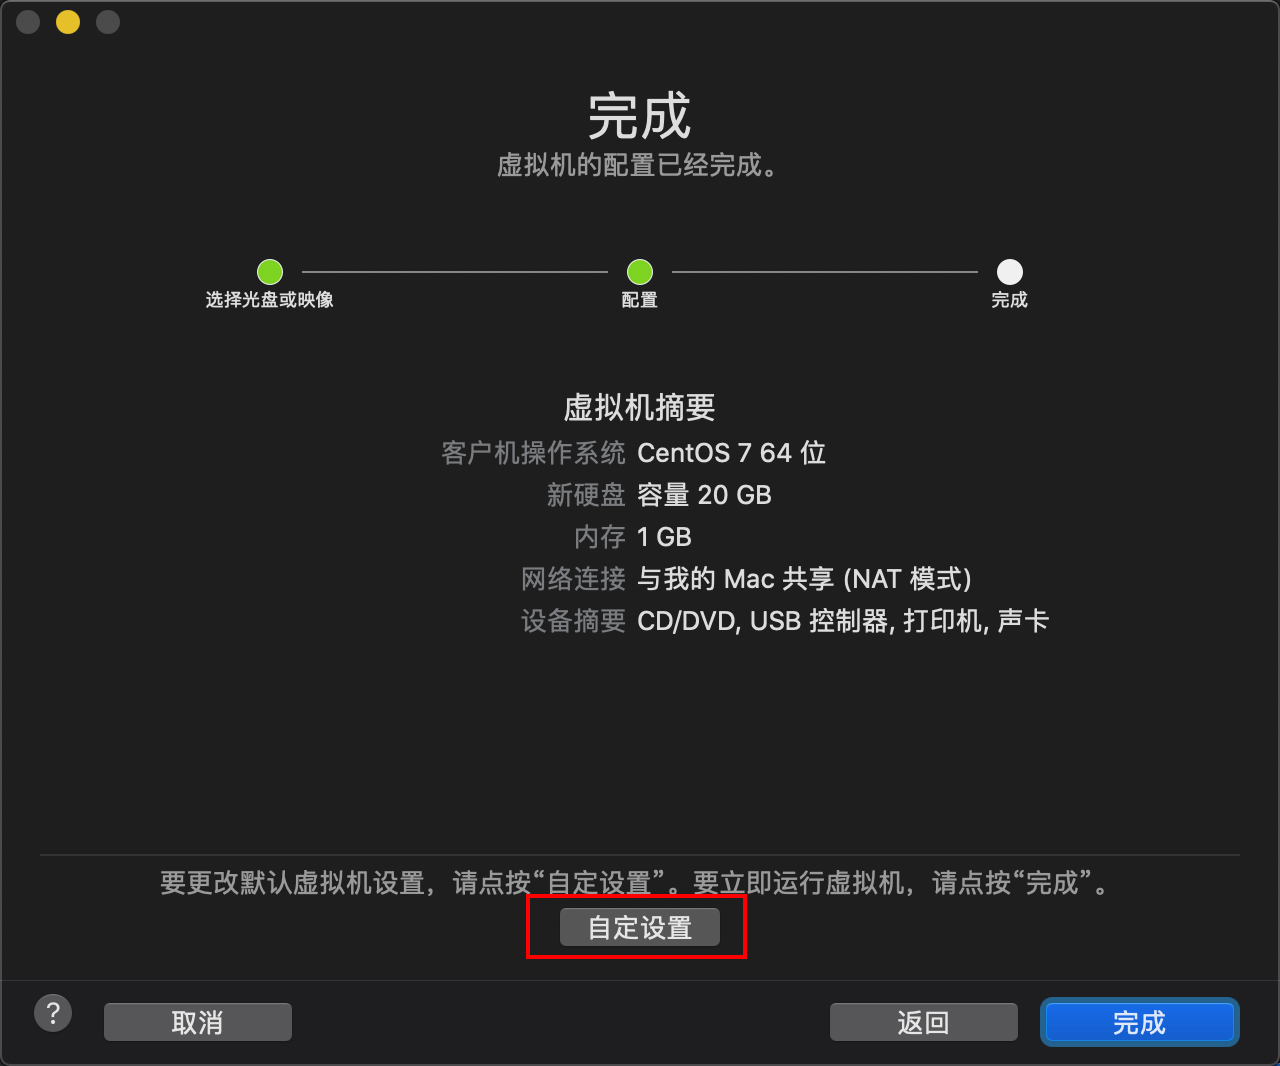 完成
虚拟机的配置已经完成。
选择光盘或映像
配置
完成
虚拟机摘要
客户机操作系统 CentOS 7 64 位
新硬盘 容量 20 GB
内存 1 GB
网络连接 与我的 Mac 共享 (NAT 模式)
设备摘要 CD/DVD, USB 控制器, 打印机, 声卡
要更改默认虚拟机设置，请点按“自定设置”。要立即运行虚拟机，请点按“完成”。
自定设置
?
取消
返回
完成